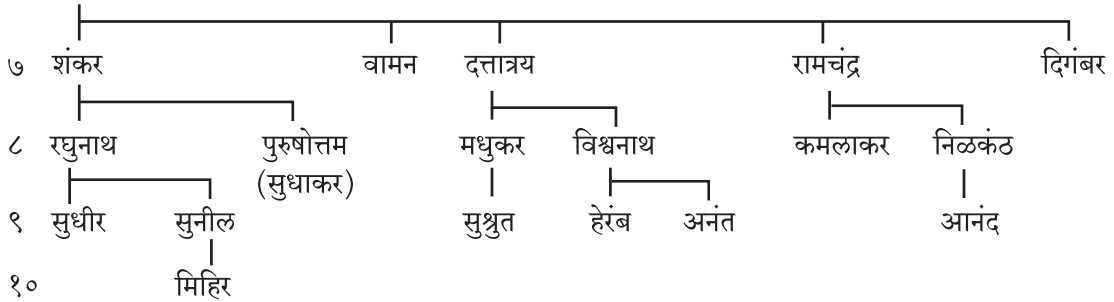 ७ शंकर वामन दत्तात्रय रामचंद्र दिगंबर
८ रघुनाथ पुरुषोत्तम मधुकर विश्वनाथ कमलाकर निळकंठ
(सुधाकर)
९ सुधीर सुनील सुश्रुत हेरंब अनंत आनंद
१० मिहिर